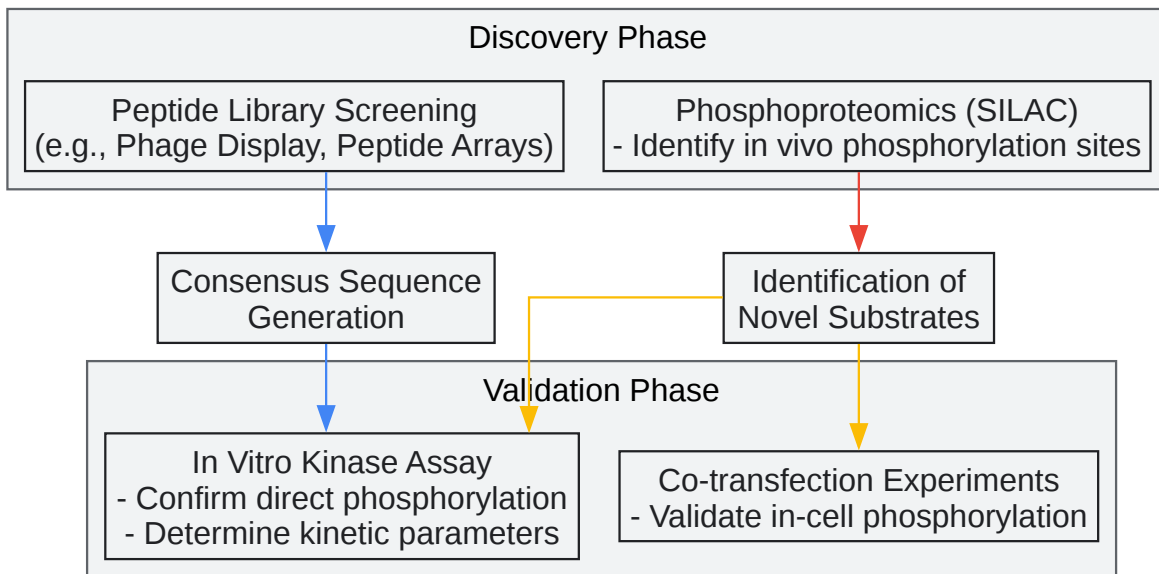 Discovery Phase
Peptide Library Screening
(e.g., Phage Display, Peptide Arrays)
Phosphoproteomics (SILAC)
- Identify in vivo phosphorylation sites
Consensus Sequence
Generation
Identification of
Novel Substrates
Validation Phase
In Vitro Kinase Assay
- Confirm direct phosphorylation
- Determine kinetic parameters
Co-transfection Experiments
- Validate in-cell phosphorylation